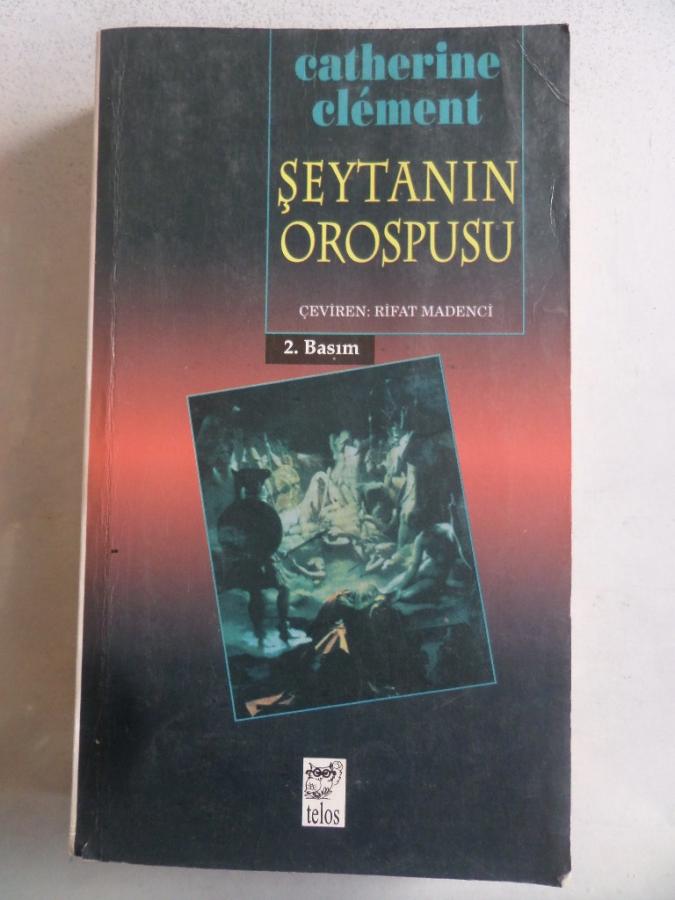 catherine
clément
ŞEYTANIN
OROSPUSU
ÇEVİREN: RİFAT MADENCİ
2. Basım
telos